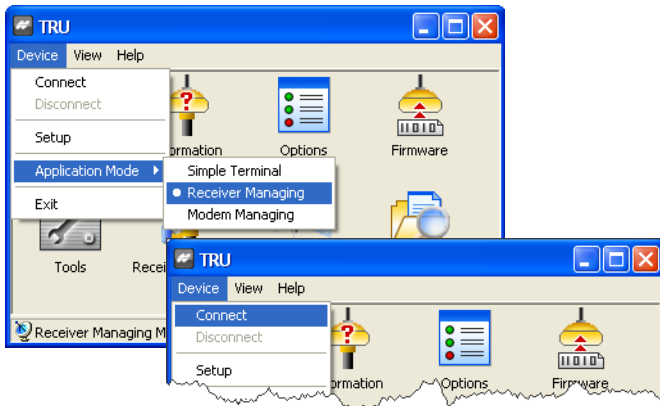 TRU
Device View Help
Connect
Disconnect
Setup
Application Mode
Exit
Simple Terminal
Receiver Managing
Modem Managing
ormation Options Firmware
Tools Recei
Receiver Managing M
TRU
Device View Help
Connect
Disconnect
Setup
ormation Options Firmware